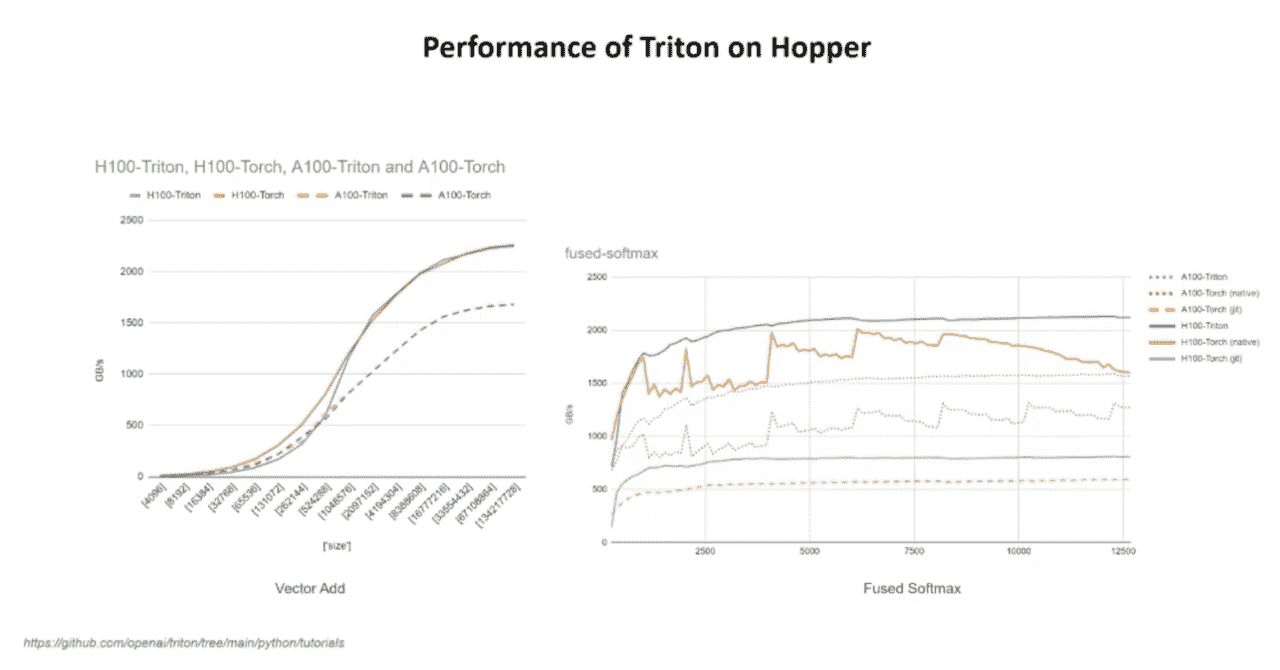 Performance of Triton on Hopper
H100-Triton, H100-Torch, A100-Triton and A100-Torch
H100-Triton H100-Torch A100-Triton A100-Torch
2500
2000
1500
1000
500
0
GB/s
[4096] [8192] [16384] [32768] [65536] [131072] [262144] [524288] [1048576] [2097152] [4194304] [8388608] [16777216] [33554432] [67108864] [134217728]
['size']
Vector Add
fused-softmax
2500
2000
1500
1000
500
0
GB/s
2500 5000 7500 10000 12500
A100-Triton
A100-Torch (native)
A100-Torch (jit)
H100-Triton
H100-Torch (native)
H100-Torch (jit)
Fused Softmax
https://github.com/openai/triton/tree/main/python/tutorials